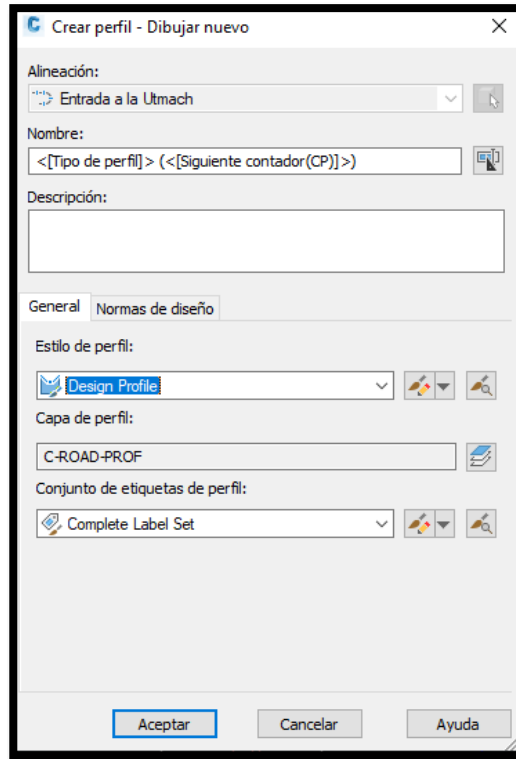 Crear perfil - Dibujar nuevo
Alineación:
Entrada a la Utmach
Nombre:
<[Tipo de perfil]> (<[Siguiente contador(CP)]>)
Descripción:
General Normas de diseño
Estilo de perfil:
Design Profile
Capa de perfil:
C-ROAD-PROF
Conjunto de etiquetas de perfil:
Complete Label Set
Aceptar Cancelar Ayuda